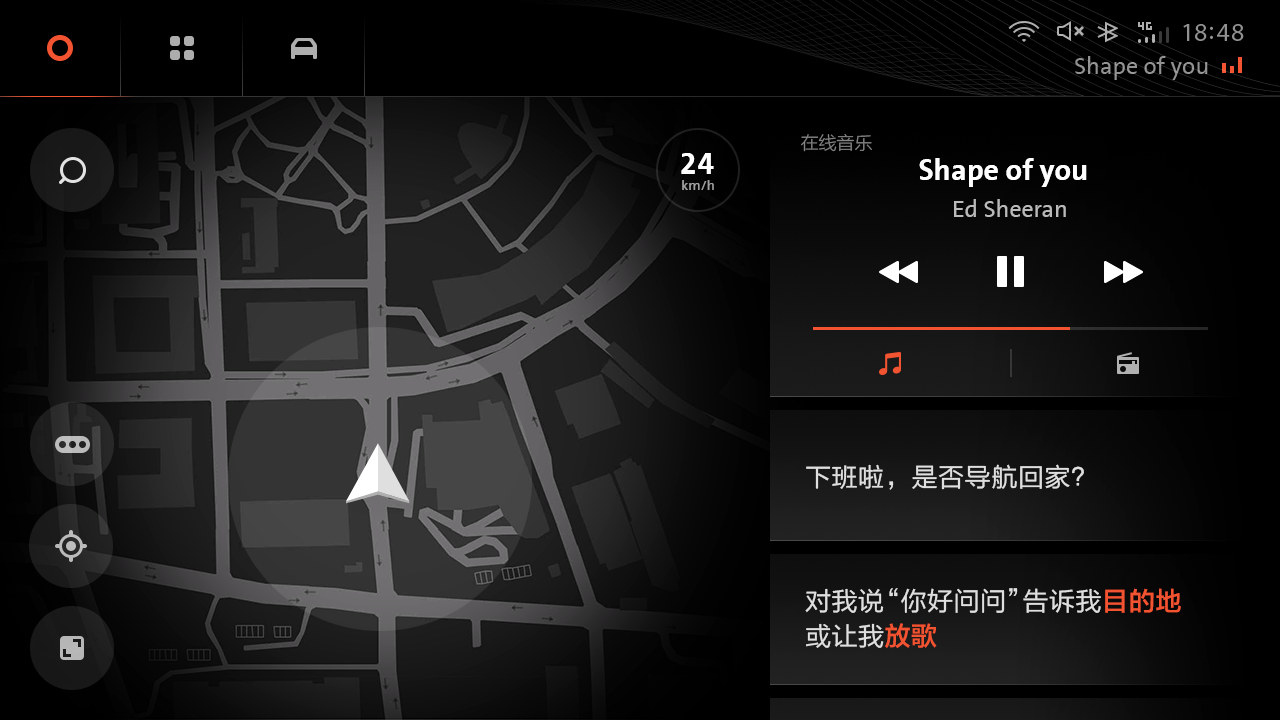 4G 18:48
Shape of you
24
km/h
在线音乐
Shape of you
Ed Sheeran
下班啦，是否导航回家？
对我说“你好问问”告诉我目的地
或让我放歌